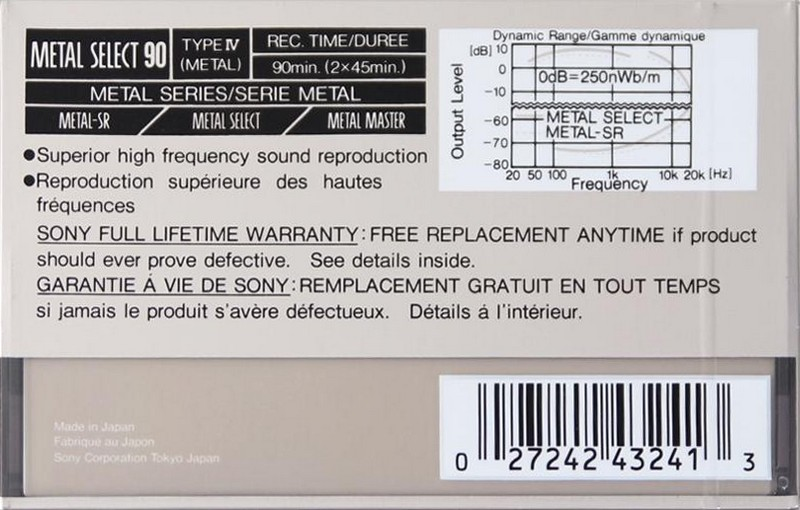 METAL SELECT 90
TYPE IV
(METAL)
REC. TIME/DUREE
90min. (2×45min.)
METAL SERIES/SERIE METAL
METAL-SR METAL SELECT METAL MASTER
●Superior high frequency sound reproduction
●Reproduction supérieure des hautes
fréquences
Dynamic Range/Gamme dynamique
[dB] 10
0
-10
-60
-70
-80
Output Level
0dB=250nWb/m
METAL SELECT
METAL-SR
20 50 100 1k 10k 20k [Hz]
Frequency
SONY FULL LIFETIME WARRANTY: FREE REPLACEMENT ANYTIME if product
should ever prove defective. See details inside.
GARANTIE Á VIE DE SONY: REMPLACEMENT GRATUIT EN TOUT TEMPS
si jamais le produit s'avère défectueux. Détails á l'intérieur.
Made in Japan
Fabriqué au Japon
Sony Corporation Tokyo Japan
0 27242 43241 3